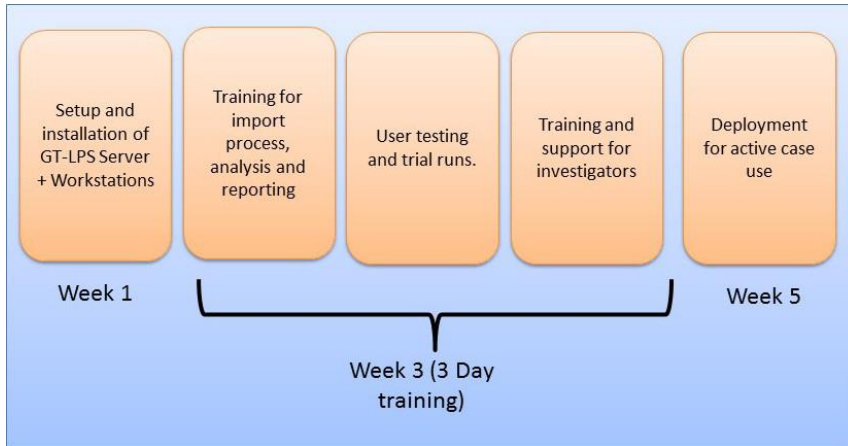 Setup and
installation of
GT-LPS Server
+ Workstations
Training for
import
process,
analysis and
reporting
User testing
and trial runs.
Training and
support for
investigators
Deployment
for active case
use
Week 1
Week 5
Week 3 (3 Day
training)